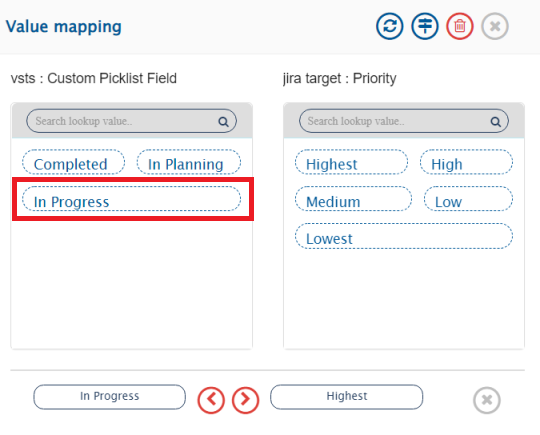 Value mapping
vsts : Custom Picklist Field
jira target : Priority
Search lookup value..
Search lookup value..
Completed
In Planning
Highest
High
In Progress
Medium
Low
Lowest
In Progress
Highest